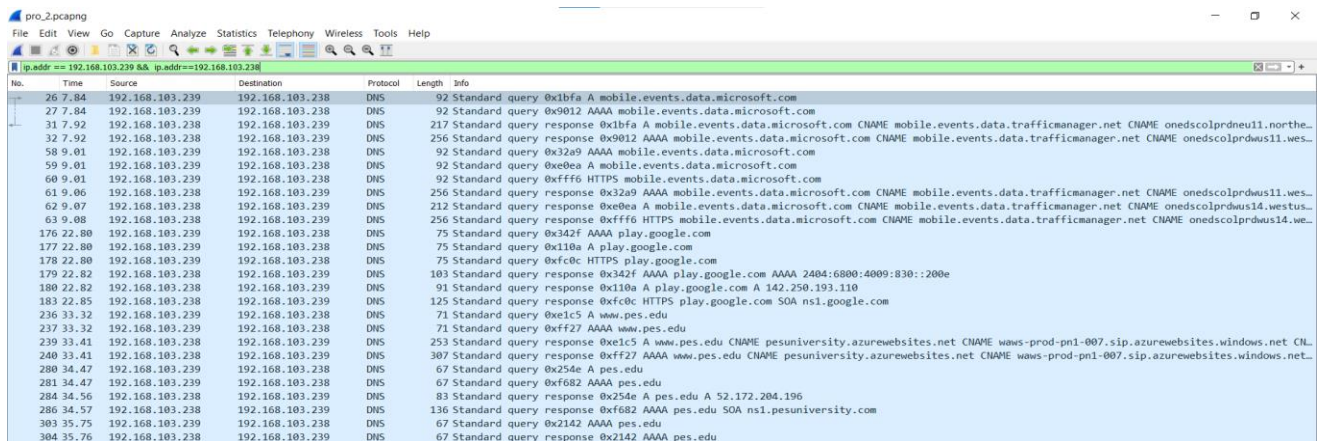 pro_2.pcapng
File Edit View Go Capture Analyze Statistics Telephony Wireless Tools Help
ip.addr == 192.168.103.239 && ip.addr==192.168.103.238
No. Time Source Destination Protocol Length Info
26 7.84 192.168.103.239 192.168.103.238 DNS 92 Standard query 0x1bfa A mobile.events.data.microsoft.com
27 7.84 192.168.103.239 192.168.103.238 DNS 92 Standard query 0x9012 AAAA mobile.events.data.microsoft.com
31 7.92 192.168.103.238 192.168.103.239 DNS 217 Standard query response 0x1bfa A mobile.events.data.microsoft.com CNAME mobile.events.data.trafficmanager.net CNAME onedscolprdneu11.northe…
32 7.92 192.168.103.238 192.168.103.239 DNS 256 Standard query response 0x9012 AAAA mobile.events.data.microsoft.com CNAME mobile.events.data.trafficmanager.net CNAME onedscolprdwus11.wes…
58 9.01 192.168.103.239 192.168.103.238 DNS 92 Standard query 0x32a9 AAAA mobile.events.data.microsoft.com
59 9.01 192.168.103.239 192.168.103.238 DNS 92 Standard query 0xe0ea A mobile.events.data.microsoft.com
60 9.01 192.168.103.239 192.168.103.238 DNS 92 Standard query 0xfff6 HTTPS mobile.events.data.microsoft.com
61 9.06 192.168.103.238 192.168.103.239 DNS 256 Standard query response 0x32a9 AAAA mobile.events.data.microsoft.com CNAME mobile.events.data.trafficmanager.net CNAME onedscolprdwus11.wes…
62 9.07 192.168.103.238 192.168.103.239 DNS 212 Standard query response 0xe0ea A mobile.events.data.microsoft.com CNAME mobile.events.data.trafficmanager.net CNAME onedscolprdwus14.westus…
63 9.08 192.168.103.238 192.168.103.239 DNS 256 Standard query response 0xfff6 HTTPS mobile.events.data.microsoft.com CNAME mobile.events.data.trafficmanager.net CNAME onedscolprdwus14.we…
176 22.80 192.168.103.239 192.168.103.238 DNS 75 Standard query 0x342f AAAA play.google.com
177 22.80 192.168.103.239 192.168.103.238 DNS 75 Standard query 0x110a A play.google.com
178 22.80 192.168.103.239 192.168.103.238 DNS 75 Standard query 0xfc0c HTTPS play.google.com
179 22.82 192.168.103.238 192.168.103.239 DNS 103 Standard query response 0x342f AAAA play.google.com AAAA 2404:6800:4009:830::200e
180 22.82 192.168.103.238 192.168.103.239 DNS 91 Standard query response 0x110a A play.google.com A 142.250.193.110
183 22.85 192.168.103.238 192.168.103.239 DNS 125 Standard query response 0xfc0c HTTPS play.google.com SOA ns1.google.com
236 33.32 192.168.103.239 192.168.103.238 DNS 71 Standard query 0xe1c5 A www.pes.edu
237 33.32 192.168.103.239 192.168.103.238 DNS 71 Standard query 0xff27 AAAA www.pes.edu
239 33.41 192.168.103.238 192.168.103.239 DNS 253 Standard query response 0xe1c5 A www.pes.edu CNAME pesuniversity.azurewebsites.net CNAME waws-prod-pn1-007.sip.azurewebsites.windows.net CN…
240 33.41 192.168.103.238 192.168.103.239 DNS 307 Standard query response 0xff27 AAAA www.pes.edu CNAME pesuniversity.azurewebsites.net CNAME waws-prod-pn1-007.sip.azurewebsites.windows.net…
280 34.47 192.168.103.239 192.168.103.238 DNS 67 Standard query 0x254e A pes.edu
281 34.47 192.168.103.239 192.168.103.238 DNS 67 Standard query 0xf682 AAAA pes.edu
284 34.56 192.168.103.238 192.168.103.239 DNS 83 Standard query response 0x254e A pes.edu A 52.172.204.196
286 34.57 192.168.103.238 192.168.103.239 DNS 136 Standard query response 0xf682 AAAA pes.edu SOA ns1.pesuniversity.com
303 35.75 192.168.103.239 192.168.103.238 DNS 67 Standard query 0x2142 AAAA pes.edu
304 35.76 192.168.103.238 192.168.103.239 DNS 67 Standard query response 0x2142 AAAA pes.edu